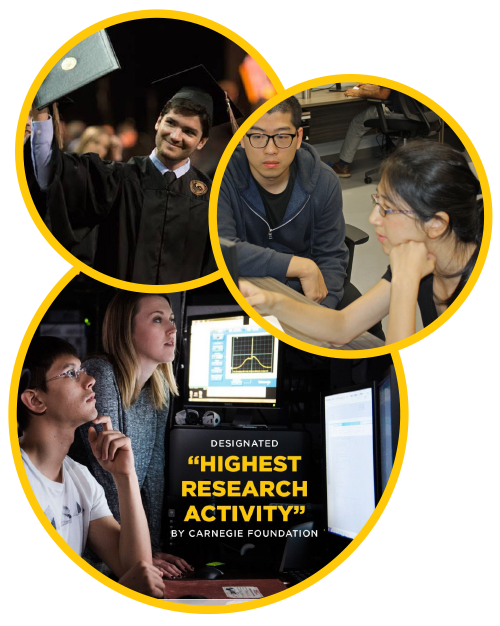 DESIGNATED
“HIGHEST
RESEARCH
ACTIVITY”
BY CARNEGIE FOUNDATION